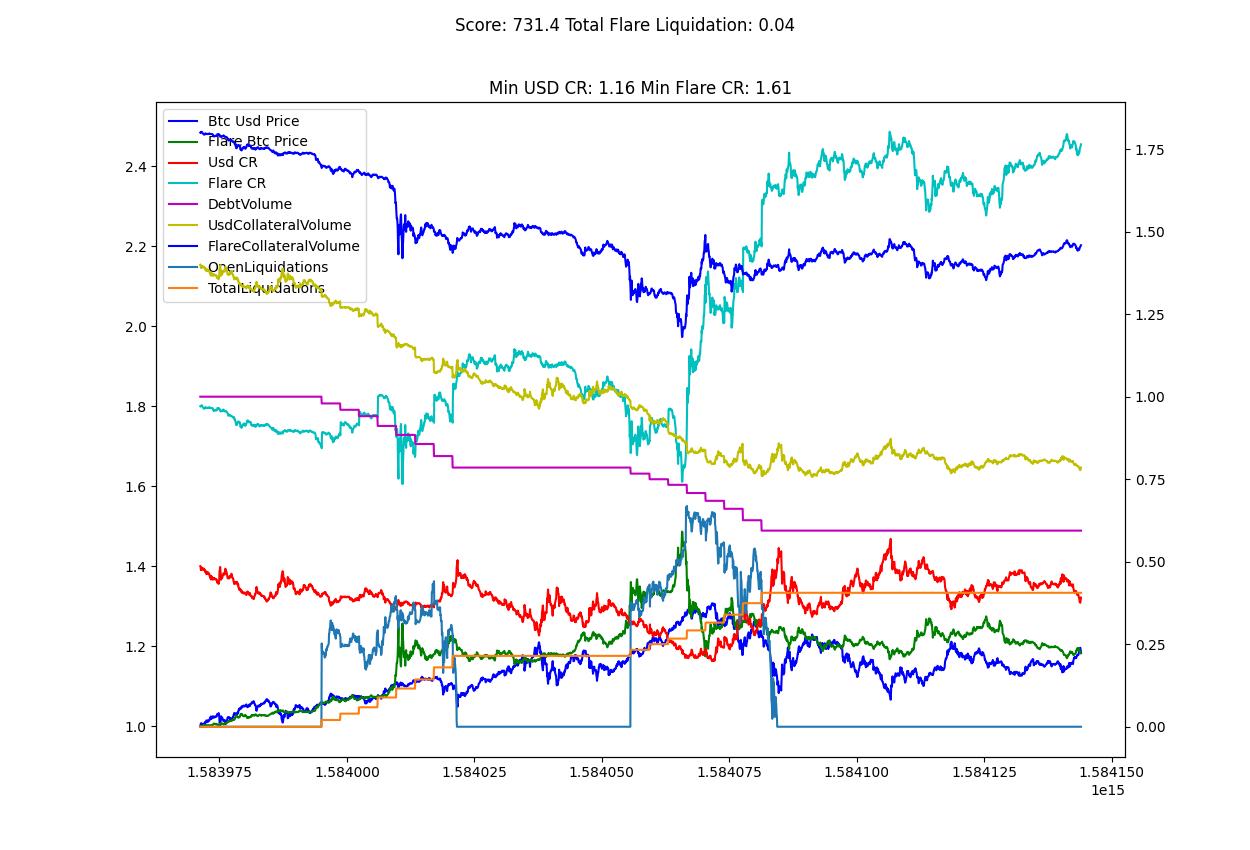 Score: 731.4 Total Flare Liquidation: 0.04
Min USD CR: 1.16 Min Flare CR: 1.61
Btc Usd Price
Flare Btc Price
Usd CR
Flare CR
DebtVolume
UsdCollateralVolume
FlareCollateralVolume
OpenLiquidations
TotalLiquidations
2.4
2.2
2.0
1.8
1.6
1.4
1.2
1.0
1.75
1.50
1.25
1.00
0.75
0.50
0.25
0.00
1.583975 1.584000 1.584025 1.584050 1.584075 1.584100 1.584125 1.584150
1e15